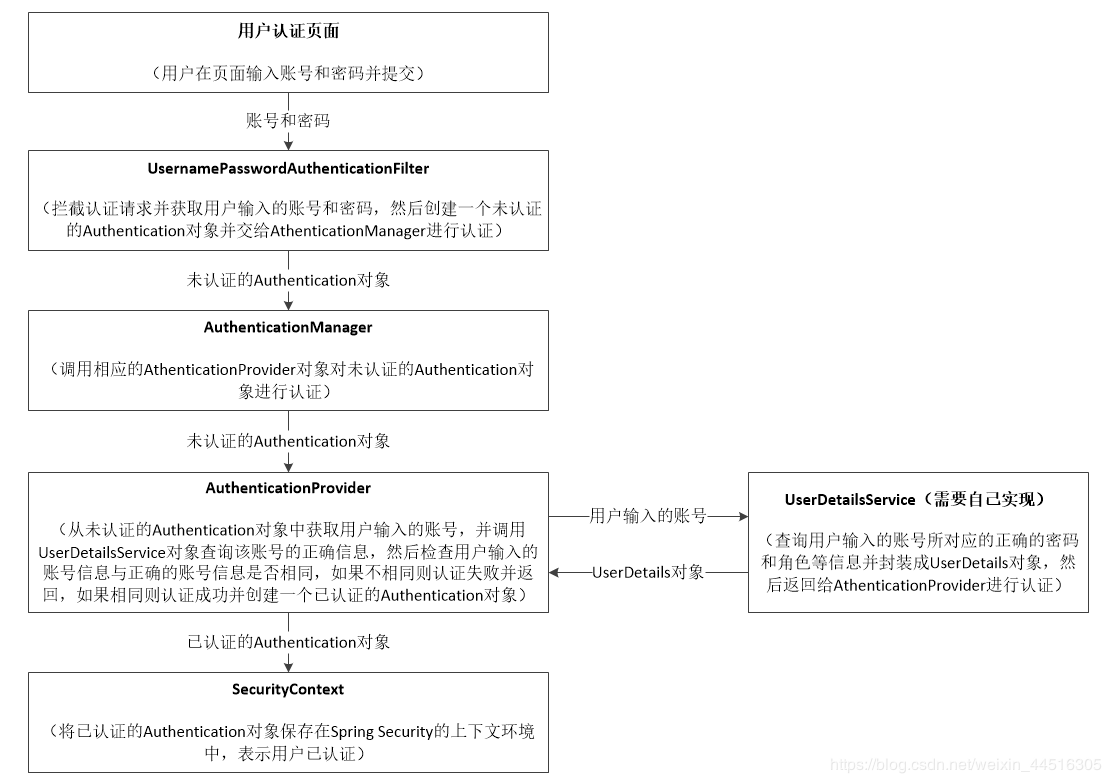 用户认证页面
（用户在页面输入账号和密码并提交）
账号和密码
UsernamePasswordAuthenticationFilter
（拦截认证请求并获取用户输入的账号和密码，然后创建一个未认证
的Authentication对象并交给AthenticationManager进行认证）
未认证的Authentication对象
AuthenticationManager
（调用相应的AthenticationProvider对象对未认证的Authentication对
象进行认证）
未认证的Authentication对象
AuthenticationProvider
（从未认证的Authentication对象中获取用户输入的账号，并调用
UserDetailsService对象查询该账号的正确信息，然后检查用户输入的
账号信息与正确的账号信息是否相同，如果不相同则认证失败并返
回，如果相同则认证成功并创建一个已认证的Authentication对象）
用户输入的账号
UserDetails对象
UserDetailsService（需要自己实现）
（查询用户输入的账号所对应的正确的密码
和角色等信息并封装成UserDetails对象，然
后返回给AthenticationProvider进行认证）
已认证的Authentication对象
SecurityContext
（将已认证的Authentication对象保存在Spring Security的上下文环境
中，表示用户已认证）
https://blog.csdn.net/weixin_44516305